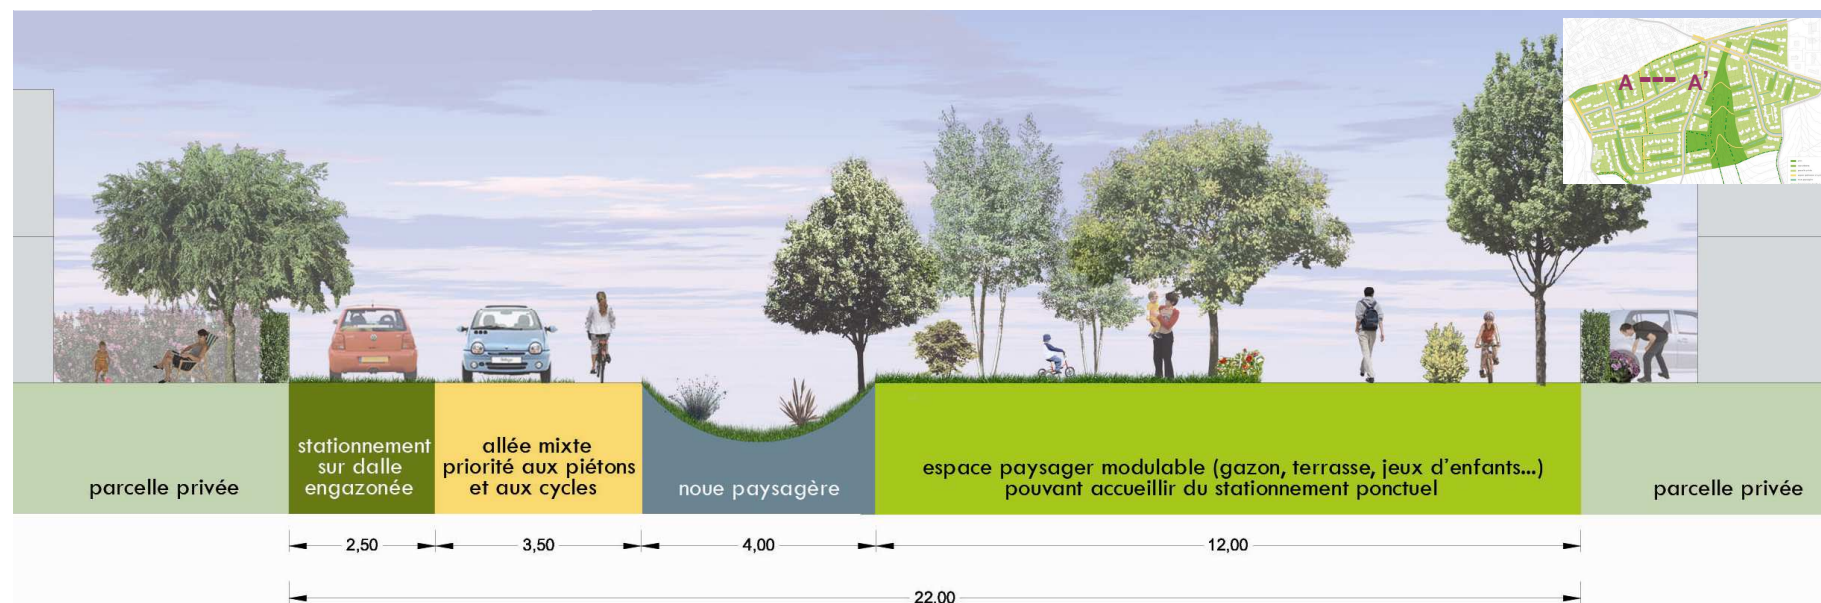 A A'
parcelle privée
stationnement
sur dalle
engazonée
allée mixte
priorité aux piétons
et aux cycles
noue paysagère
espace paysager modulable (gazon, terrasse, jeux d'enfants...)
pouvant accueillir du stationnement ponctuel
parcelle privée
2,50 3,50 4,00 12,00
22,00